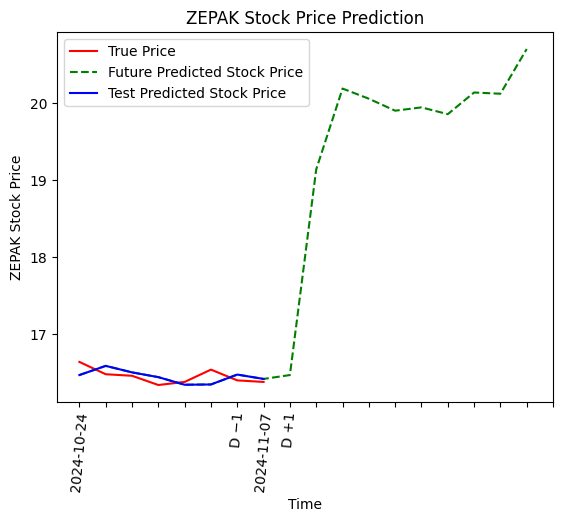 ZEPAK Stock Price Prediction
True Price
Future Predicted Stock Price
Test Predicted Stock Price
ZEPAK Stock Price
20
19
18
17
2024-10-24
D −1
2024-11-07
D +1
Time